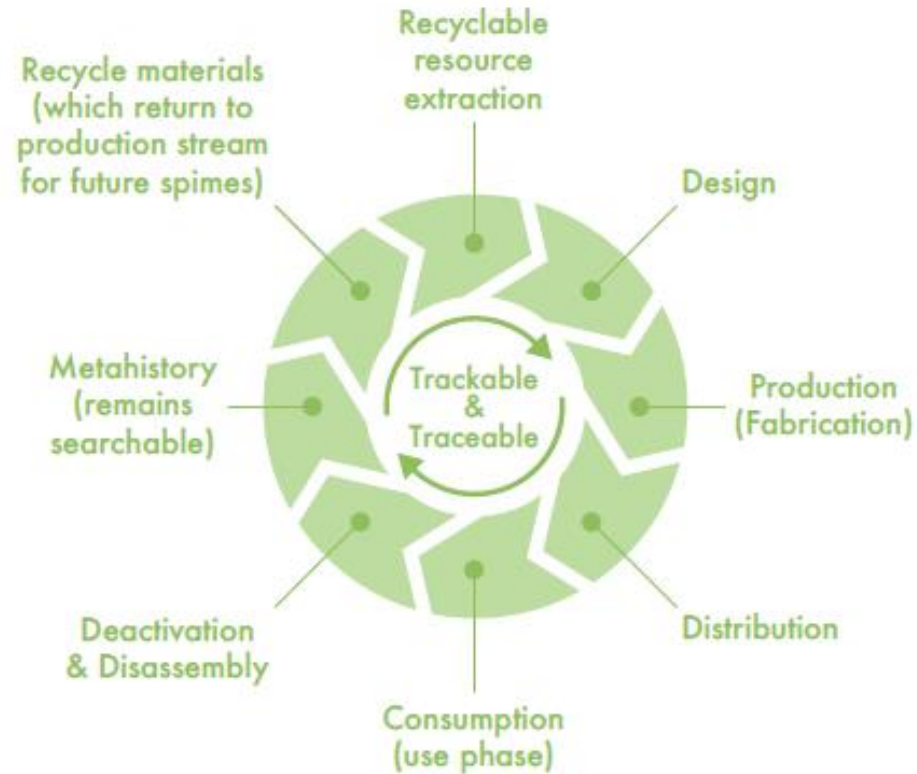 Recyclable
resource
extraction
Design
Production
(Fabrication)
Distribution
Consumption
(use phase)
Deactivation
& Disassembly
Metahistory
(remains
searchable)
Recycle materials
(which return to
production stream
for future spimes)
Trackable
&
Traceable